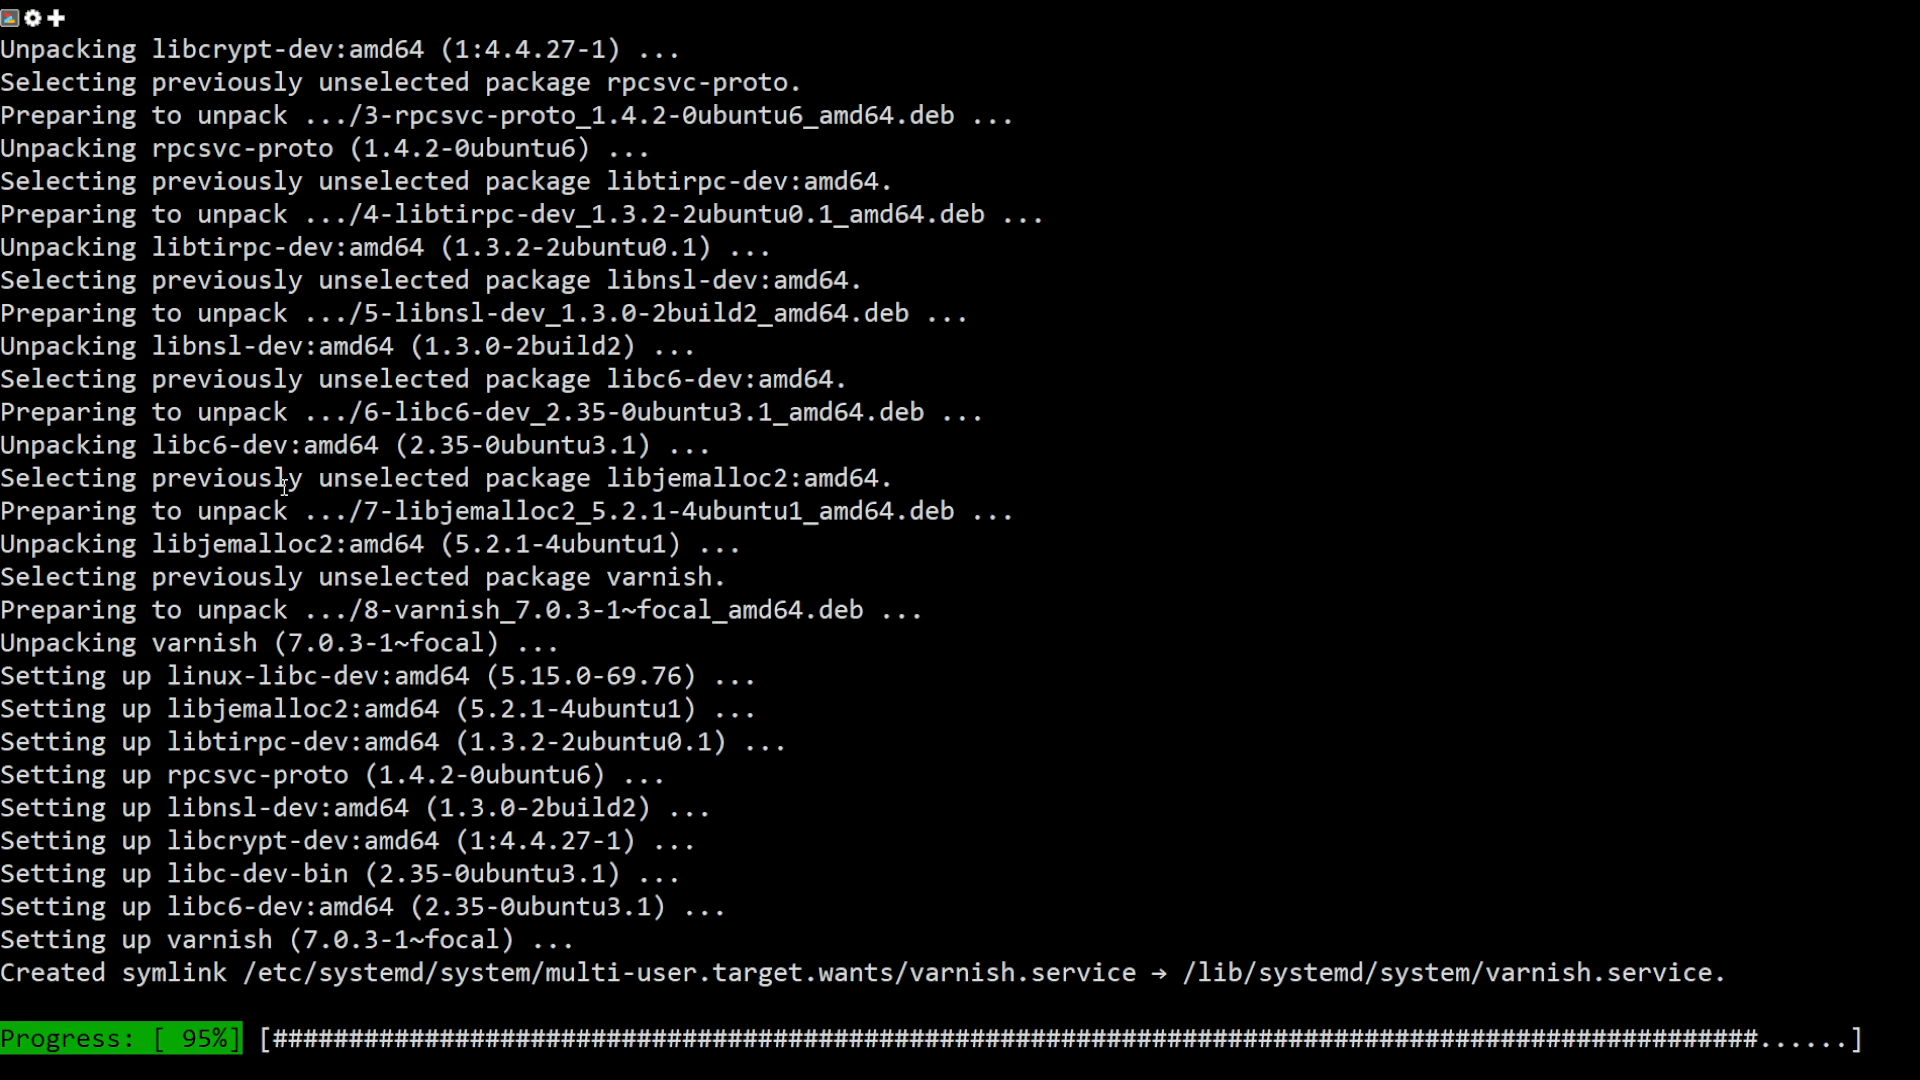 Unpacking libcrypt-dev:amd64 (1:4.4.27-1) ...
Selecting previously unselected package rpcsvc-proto.
Preparing to unpack .../3-rpcsvc-proto_1.4.2-0ubuntu6_amd64.deb ...
Unpacking rpcsvc-proto (1.4.2-0ubuntu6) ...
Selecting previously unselected package libtirpc-dev:amd64.
Preparing to unpack .../4-libtirpc-dev_1.3.2-2ubuntu0.1_amd64.deb ...
Unpacking libtirpc-dev:amd64 (1.3.2-2ubuntu0.1) ...
Selecting previously unselected package libnsl-dev:amd64.
Preparing to unpack .../5-libnsl-dev_1.3.0-2build2_amd64.deb ...
Unpacking libnsl-dev:amd64 (1.3.0-2build2) ...
Selecting previously unselected package libc6-dev:amd64.
Preparing to unpack .../6-libc6-dev_2.35-0ubuntu3.1_amd64.deb ...
Unpacking libc6-dev:amd64 (2.35-0ubuntu3.1) ...
Selecting previously unselected package libjemalloc2:amd64.
Preparing to unpack .../7-libjemalloc2_5.2.1-4ubuntu1_amd64.deb ...
Unpacking libjemalloc2:amd64 (5.2.1-4ubuntu1) ...
Selecting previously unselected package varnish.
Preparing to unpack .../8-varnish_7.0.3-1~focal_amd64.deb ...
Unpacking varnish (7.0.3-1~focal) ...
Setting up linux-libc-dev:amd64 (5.15.0-69.76) ...
Setting up libjemalloc2:amd64 (5.2.1-4ubuntu1) ...
Setting up libtirpc-dev:amd64 (1.3.2-2ubuntu0.1) ...
Setting up rpcsvc-proto (1.4.2-0ubuntu6) ...
Setting up libnsl-dev:amd64 (1.3.0-2build2) ...
Setting up libcrypt-dev:amd64 (1:4.4.27-1) ...
Setting up libc-dev-bin (2.35-0ubuntu3.1) ...
Setting up libc6-dev:amd64 (2.35-0ubuntu3.1) ...
Setting up varnish (7.0.3-1~focal) ...
Created symlink /etc/systemd/system/multi-user.target.wants/varnish.service → /lib/systemd/system/varnish.service.
Progress: [ 95%] [##################################################################################################......]